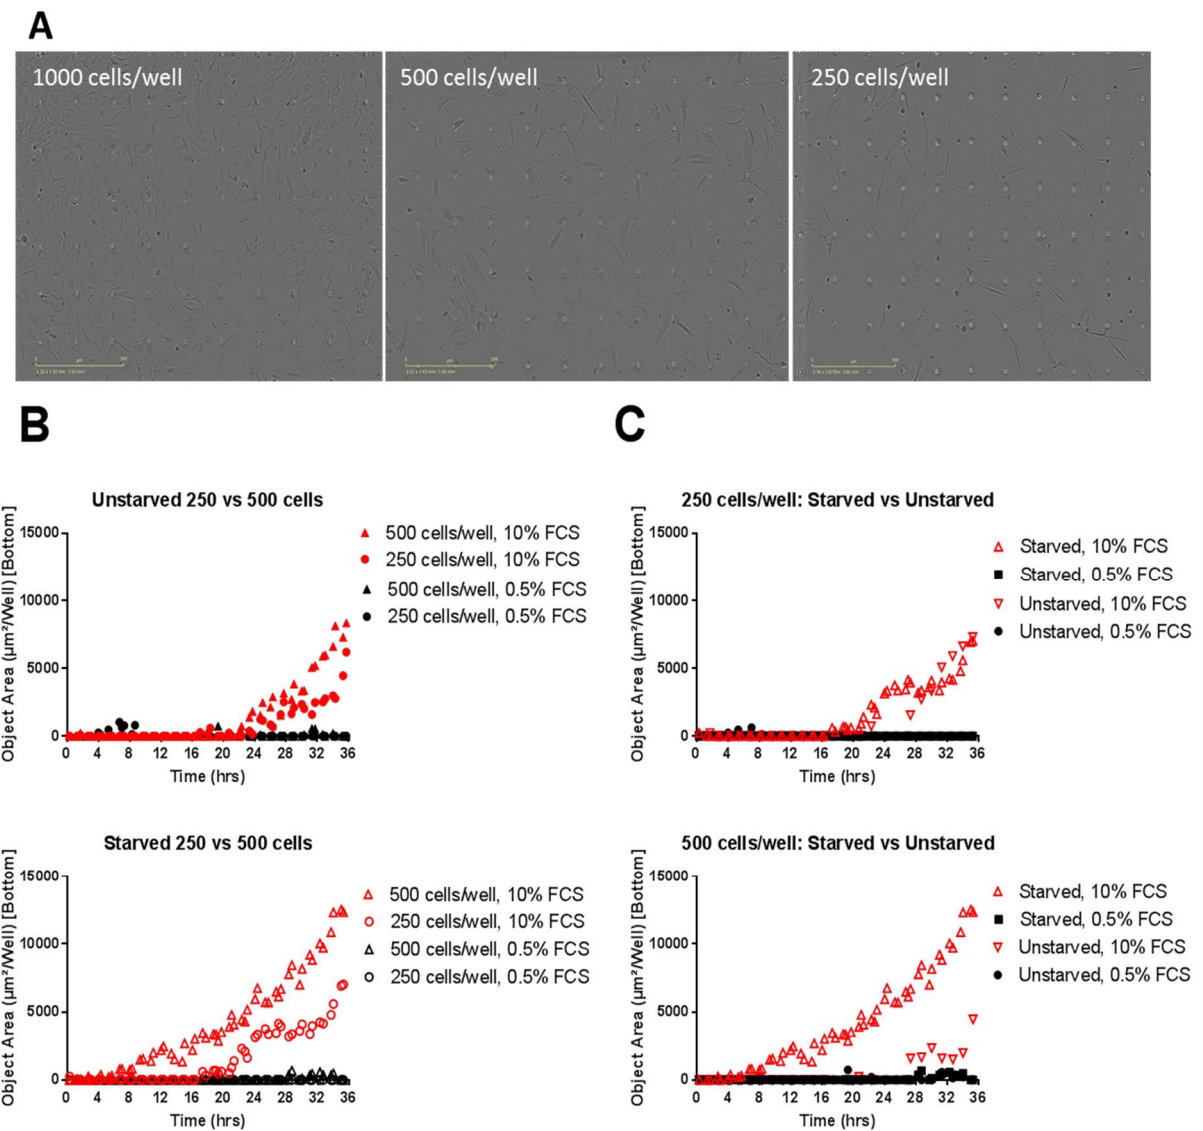 A
1000 cells/well
500 cells/well
250 cells/well
0 µm 500
0 µm 500
0 µm 500
B
C
Unstarved 250 vs 500 cells
Object Area (µm²/Well) [Bottom]
15000
10000
5000
0
0 4 8 12 16 20 24 28 32 36
Time (hrs)
500 cells/well, 10% FCS
250 cells/well, 10% FCS
500 cells/well, 0.5% FCS
250 cells/well, 0.5% FCS
250 cells/well: Starved vs Unstarved
Object Area (µm²/Well) [Bottom]
15000
10000
5000
0
0 4 8 12 16 20 24 28 32 36
Time (hrs)
Starved, 10% FCS
Starved, 0.5% FCS
Unstarved, 10% FCS
Unstarved, 0.5% FCS
Starved 250 vs 500 cells
Object Area (µm²/Well) [Bottom]
15000
10000
5000
0
0 4 8 12 16 20 24 28 32 36
Time (hrs)
500 cells/well, 10% FCS
250 cells/well, 10% FCS
500 cells/well, 0.5% FCS
250 cells/well, 0.5% FCS
500 cells/well: Starved vs Unstarved
Object Area (µm²/Well) [Bottom]
15000
10000
5000
0
0 4 8 12 16 20 24 28 32 36
Time (hrs)
Starved, 10% FCS
Starved, 0.5% FCS
Unstarved, 10% FCS
Unstarved, 0.5% FCS